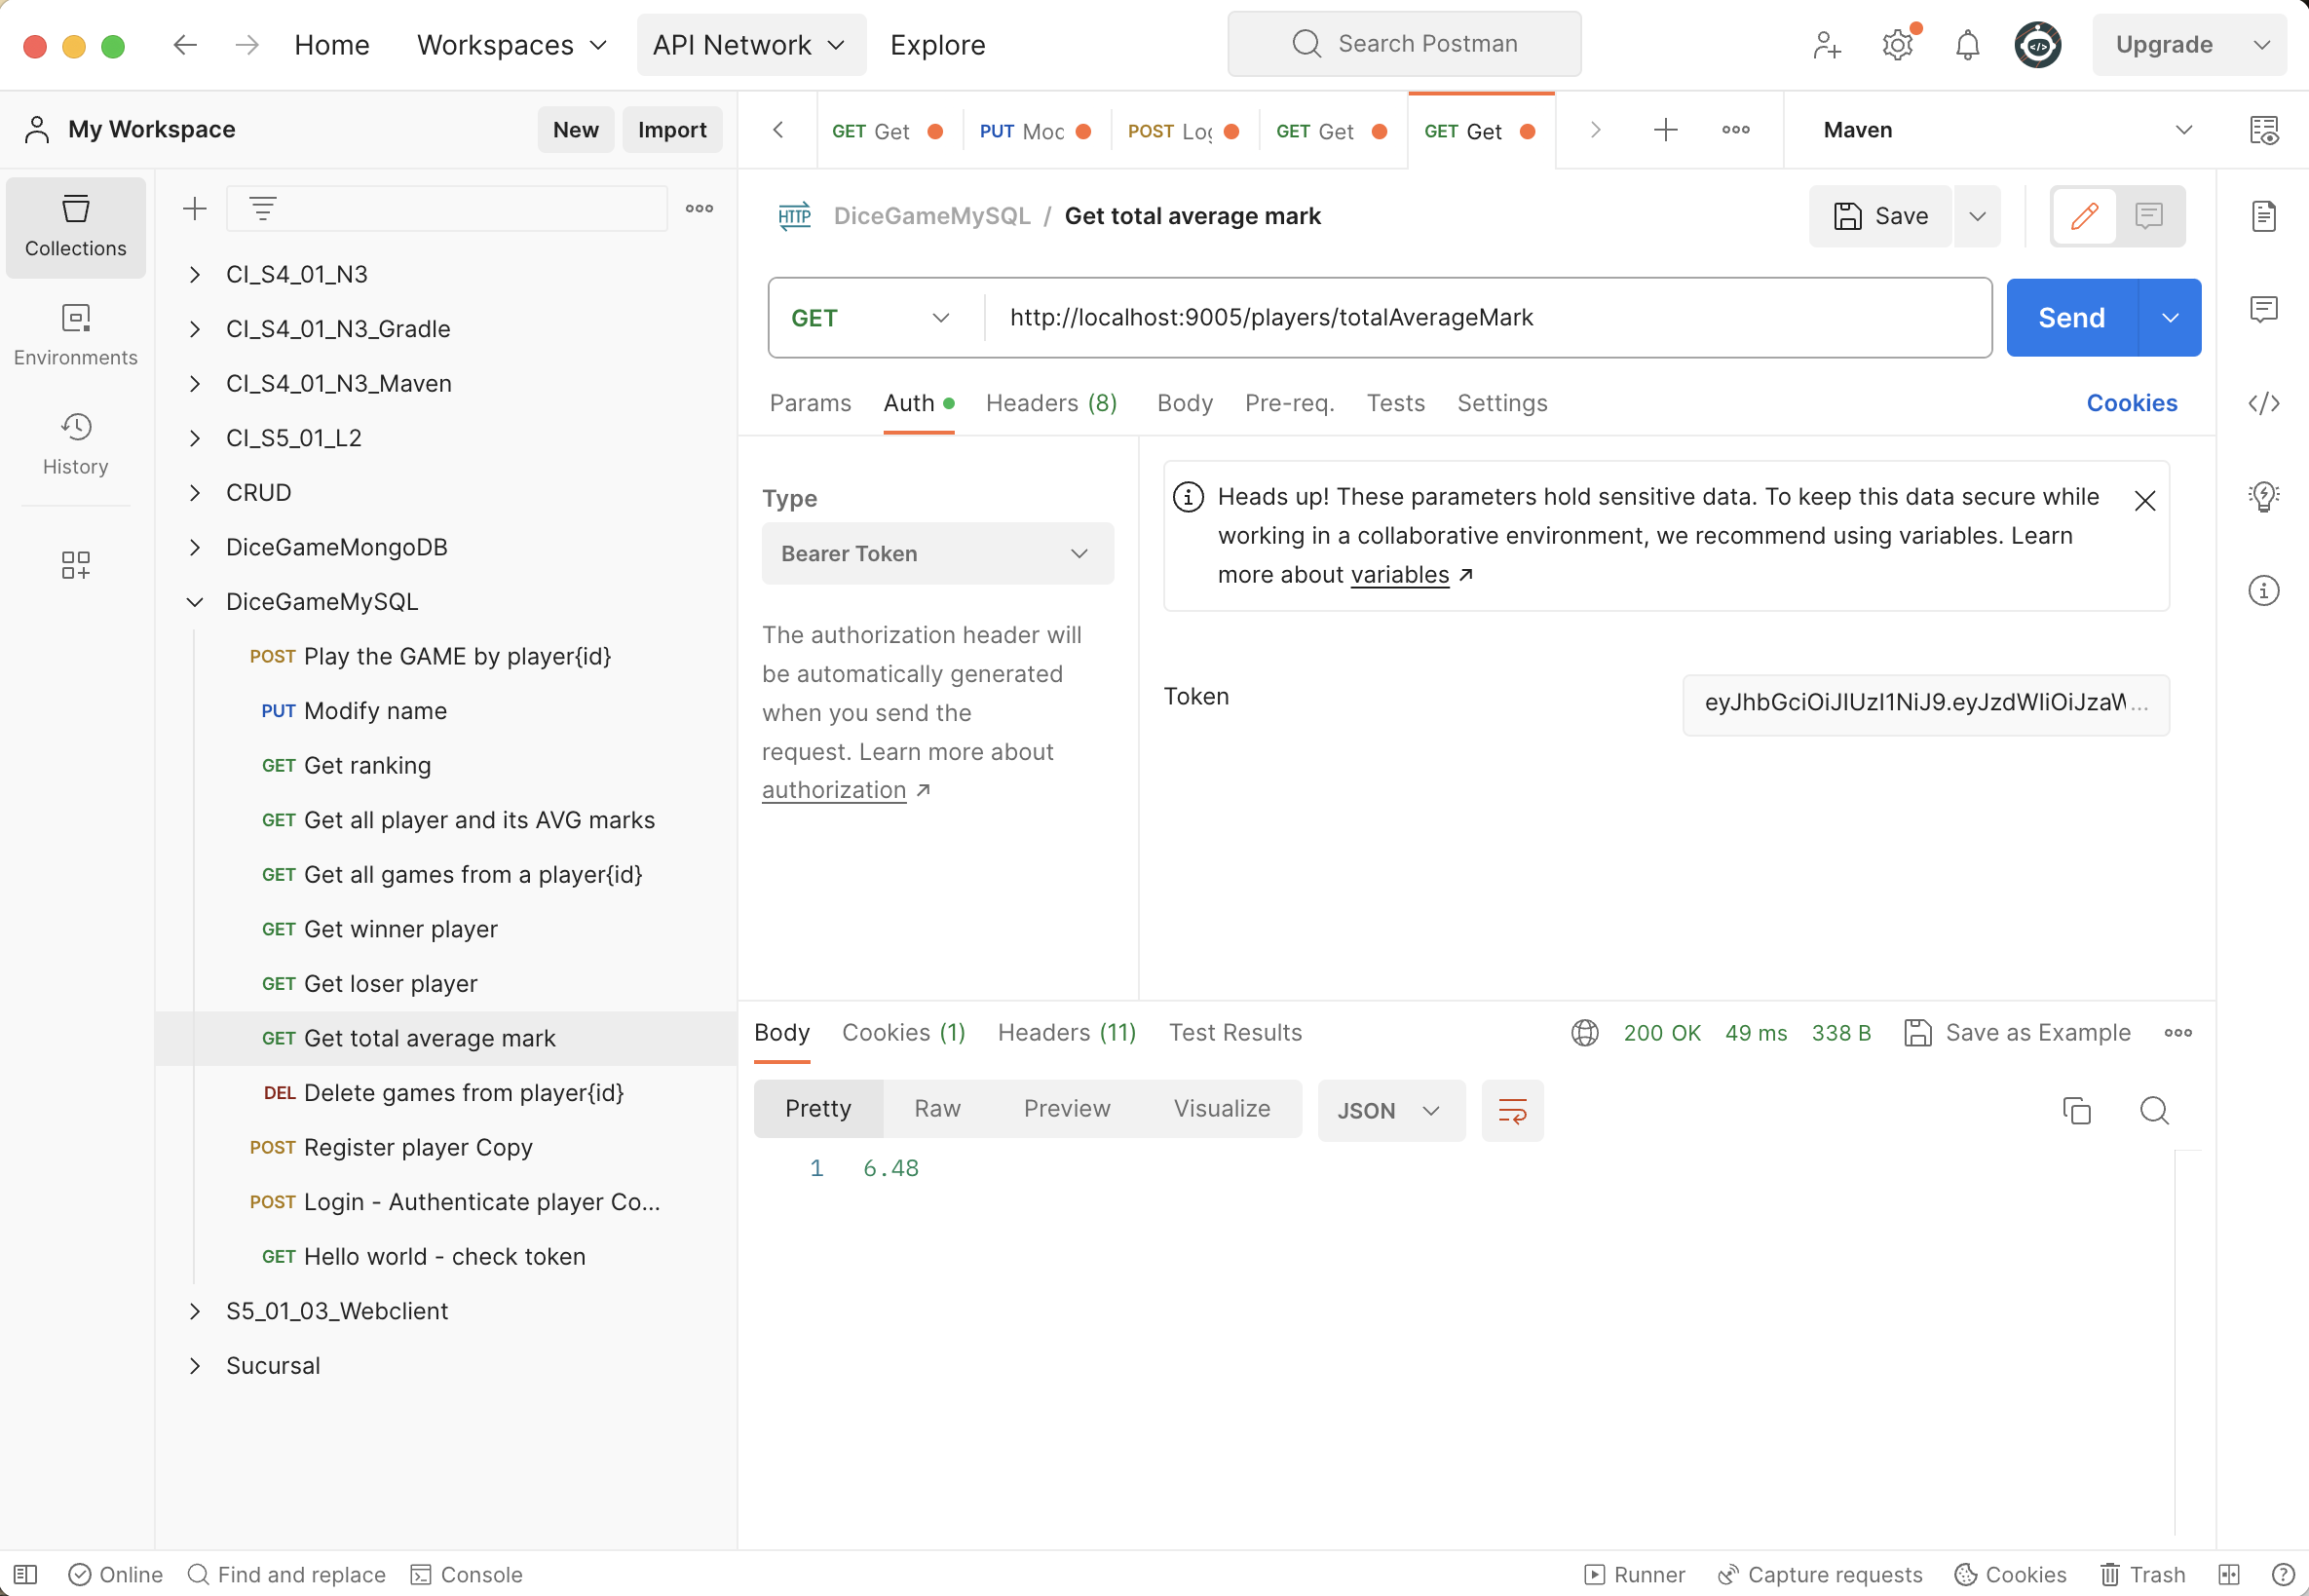 Home Workspaces API Network Explore Search Postman Upgrade
My Workspace New Import
GET Get PUT Mod POST Log GET Get GET Get Maven
Collections
Environments
History
CI_S4_01_N3
CI_S4_01_N3_Gradle
CI_S4_01_N3_Maven
CI_S5_01_L2
CRUD
DiceGameMongoDB
DiceGameMySQL
POST Play the GAME by player{id}
PUT Modify name
GET Get ranking
GET Get all player and its AVG marks
GET Get all games from a player{id}
GET Get winner player
GET Get loser player
GET Get total average mark
DEL Delete games from player{id}
POST Register player Copy
POST Login - Authenticate player Co...
GET Hello world - check token
S5_01_03_Webclient
Sucursal
HTTP DiceGameMySQL / Get total average mark Save
GET http://localhost:9005/players/totalAverageMark Send
Params Auth Headers (8) Body Pre-req. Tests Settings Cookies
Type
Bearer Token
The authorization header will
be automatically generated
when you send the
request. Learn more about
authorization ↗
Heads up! These parameters hold sensitive data. To keep this data secure while
working in a collaborative environment, we recommend using variables. Learn
more about variables ↗
Token eyJhbGciOiJIUzI1NiJ9.eyJzdWIiOiJzaW...
Body Cookies (1) Headers (11) Test Results 200 OK 49 ms 338 B Save as Example
Pretty Raw Preview Visualize JSON
1 6.48
Online Find and replace Console Runner Capture requests Cookies Trash